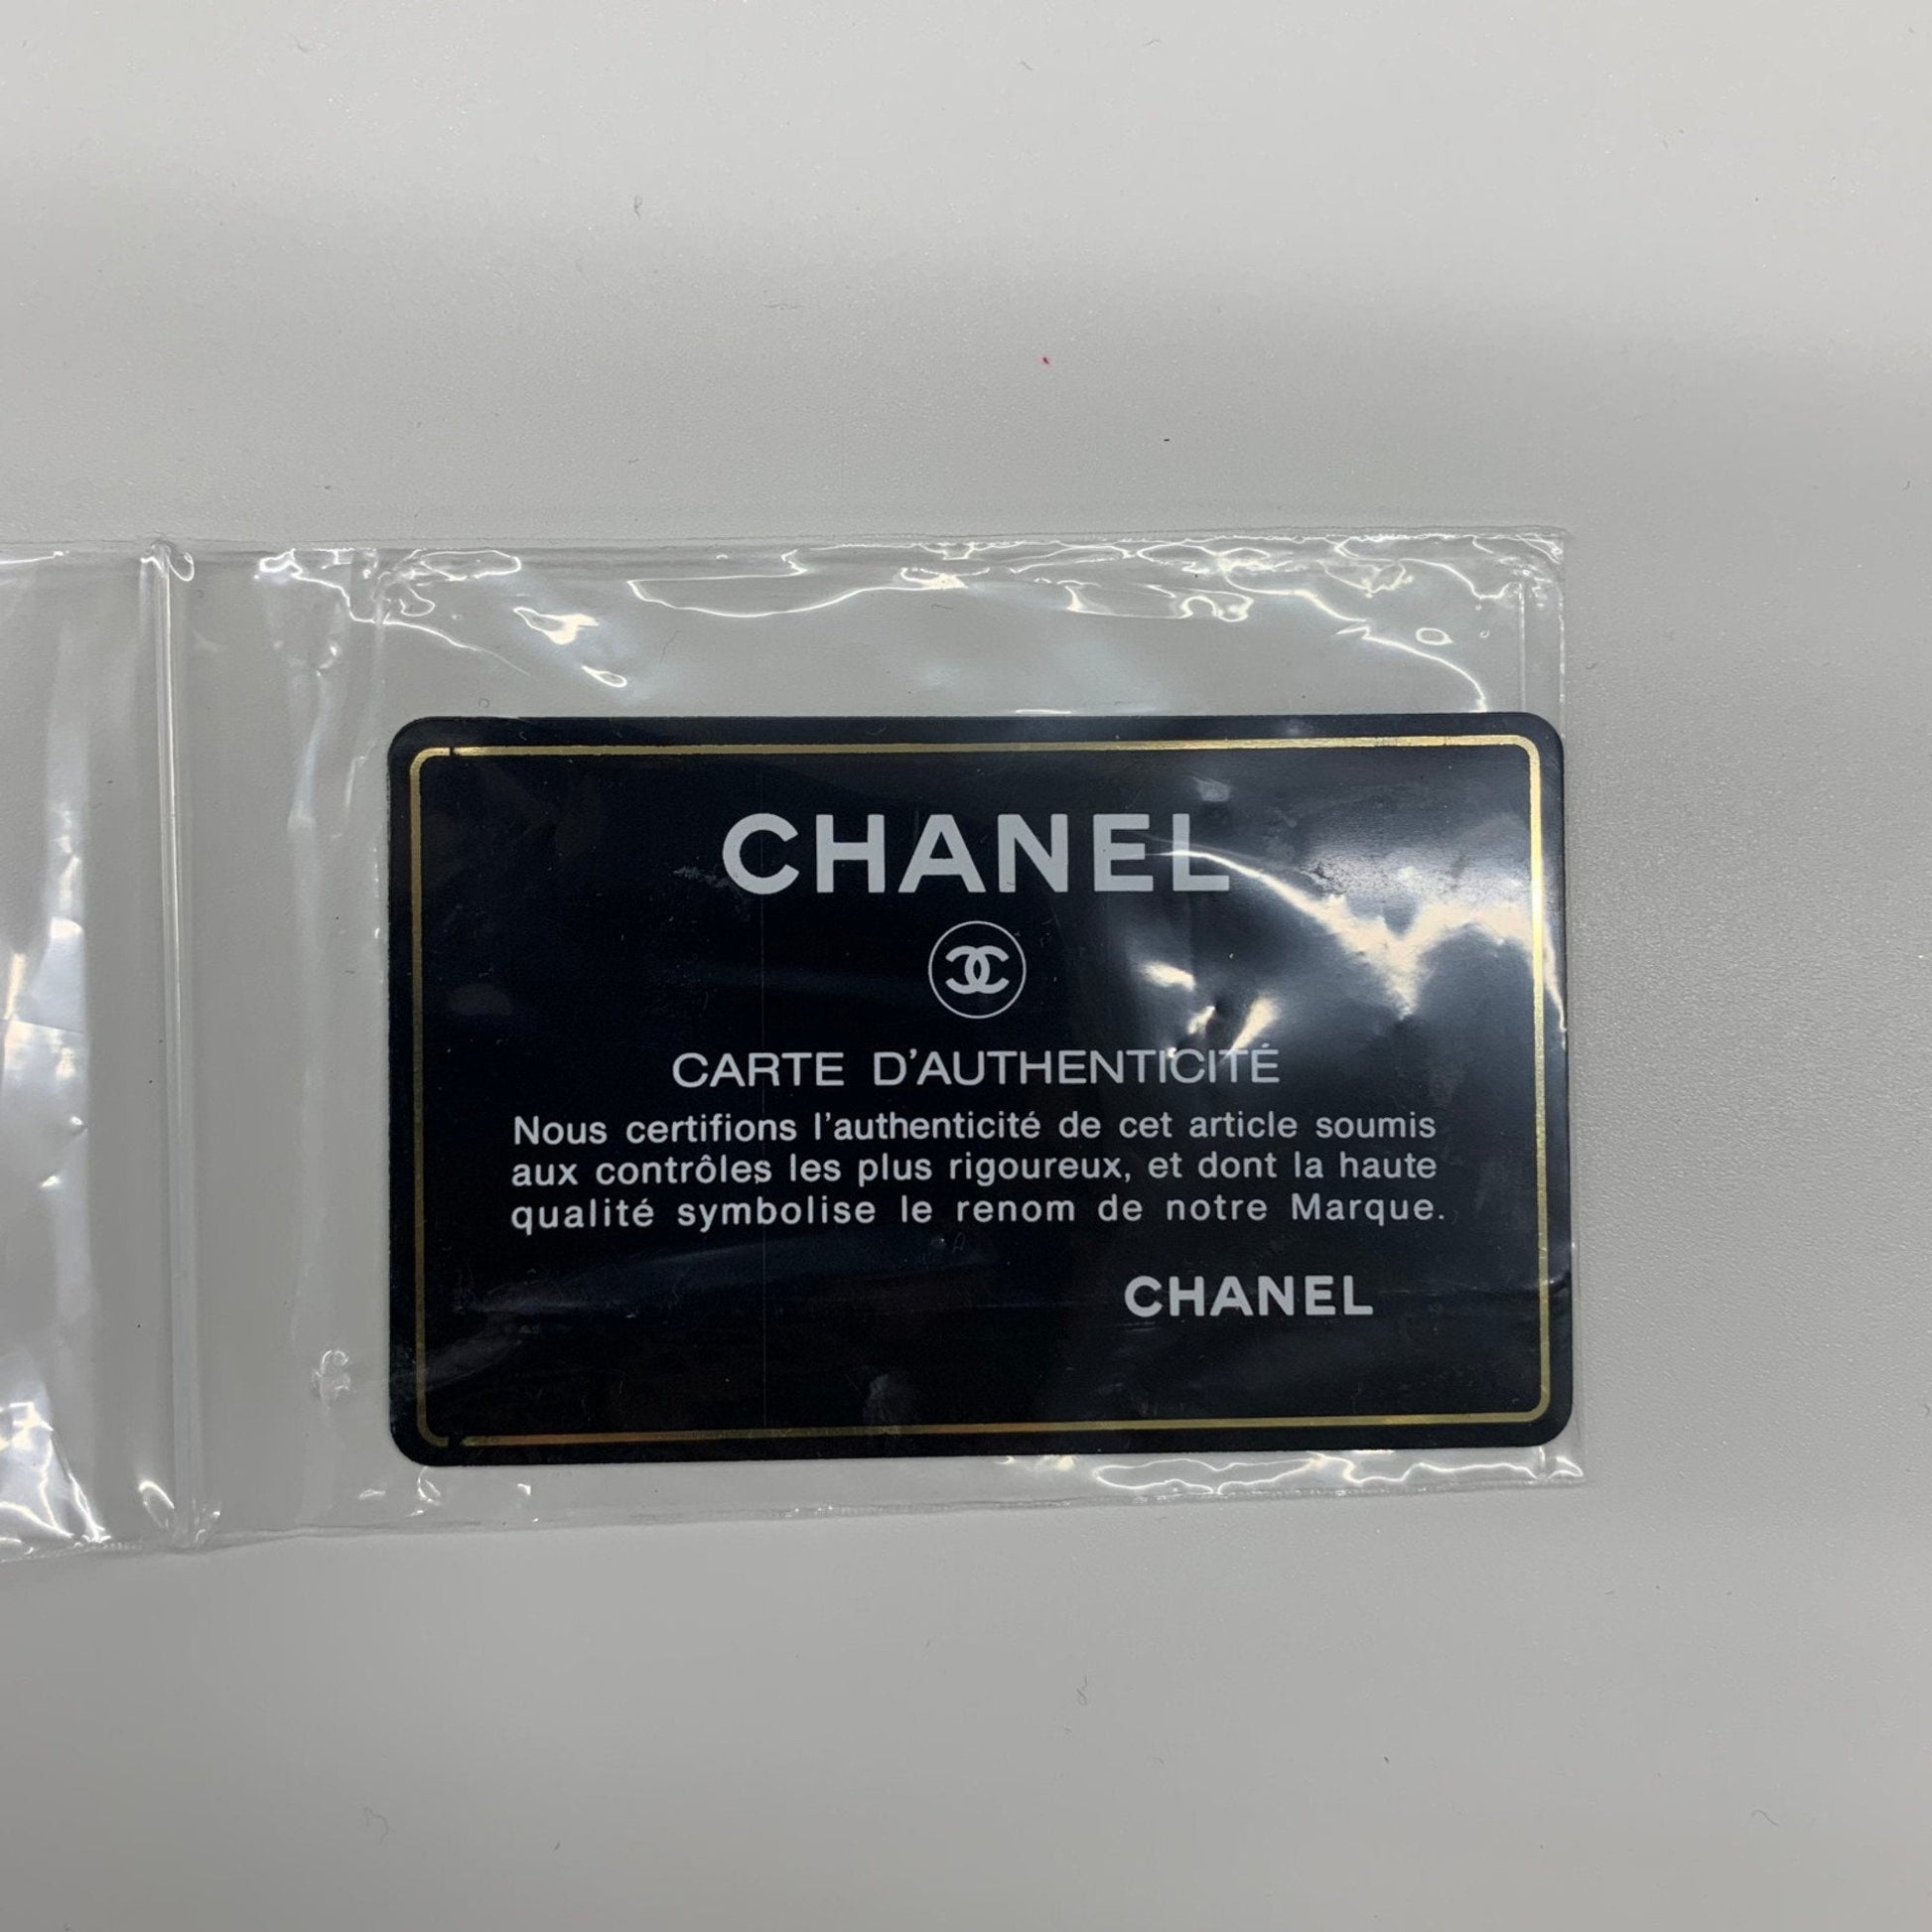 CHANEL
CARTE D'AUTHENTICITÉ
Nous certifions l'authenticité de cet article soumis
aux contrôles les plus rigoureux, et dont la haute
qualité symbolise le renom de notre Marque.
CHANEL